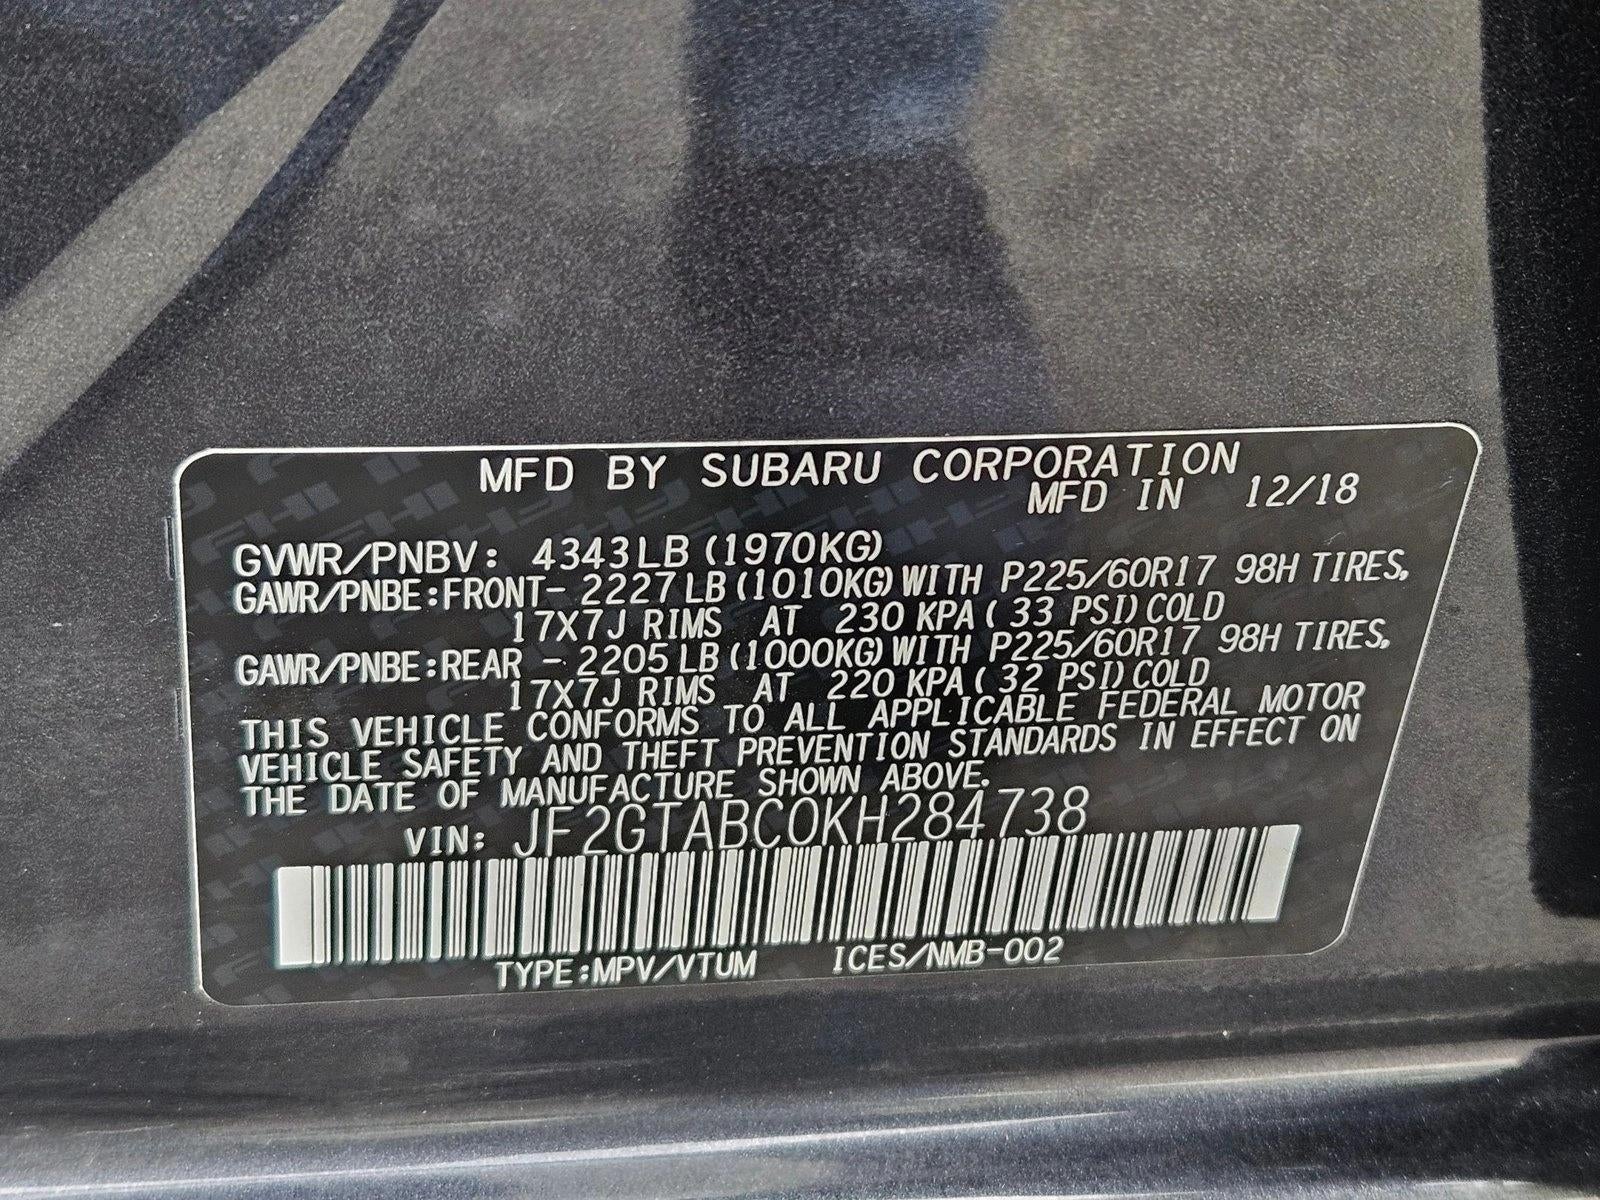 MFD BY SUBARU CORPORATION
MFD IN 12/18
GVWR/PNBV: 4343LB (1970KG)
GAWR/PNBE:FRONT- 2227LB (1010KG) WITH P225/60R17 98H TIRES,
17X7J RIMS AT 230 KPA ( 33 PSI) COLD
GAWR/PNBE:REAR - 2205LB (1000KG) WITH P225/60R17 98H TIRES,
17X7J RIMS AT 220 KPA ( 32 PSI) COLD
THIS VEHICLE CONFORMS TO ALL APPLICABLE FEDERAL MOTOR
VEHICLE SAFETY AND THEFT PREVENTION STANDARDS IN EFFECT ON
THE DATE OF MANUFACTURE SHOWN ABOVE.
VIN: JF2GTABC0KH284738
TYPE:MPV/VTUM ICES/NMB-002